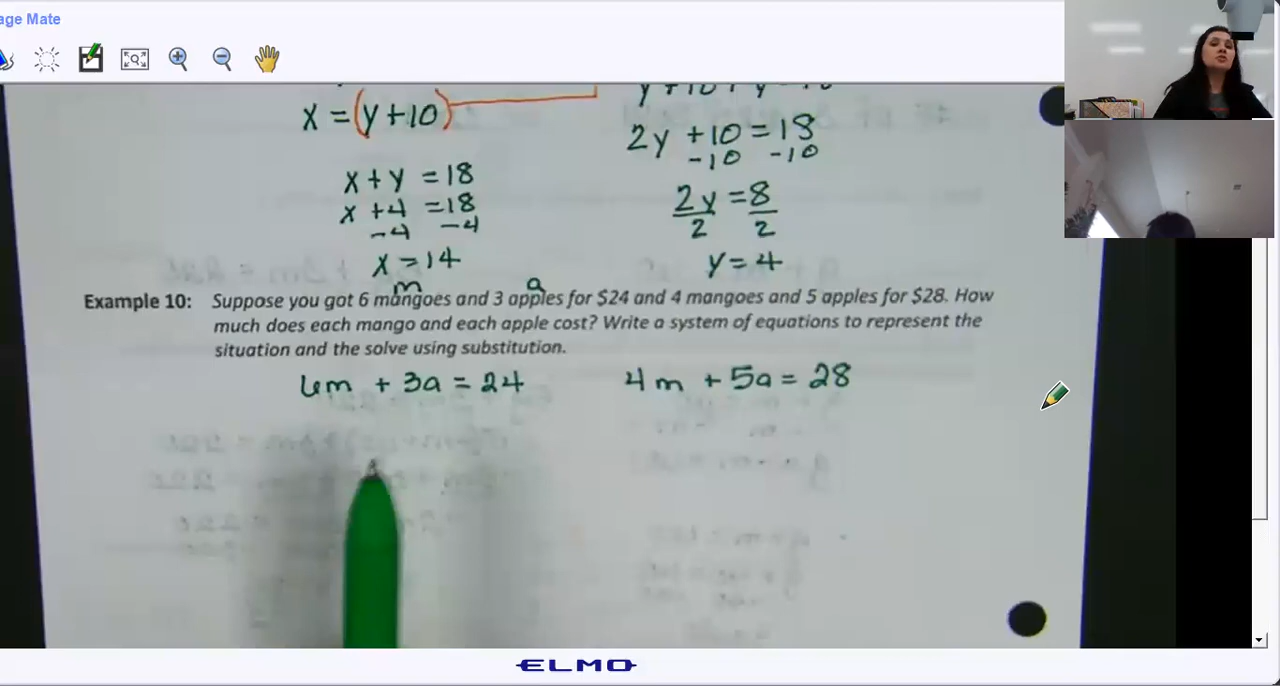 age Mate
x = (y+10)
2y +10 = 18
-10 -10
x + y = 18
x +4 = 18
-4 -4
x = 14
2y = 8
2 2
y = 4
m a
Example 10: Suppose you got 6 mangoes and 3 apples for $24 and 4 mangoes and 5 apples for $28. How
much does each mango and each apple cost? Write a system of equations to represent the
situation and the solve using substitution.
6m + 3a = 24 4m + 5a = 28
ELMO